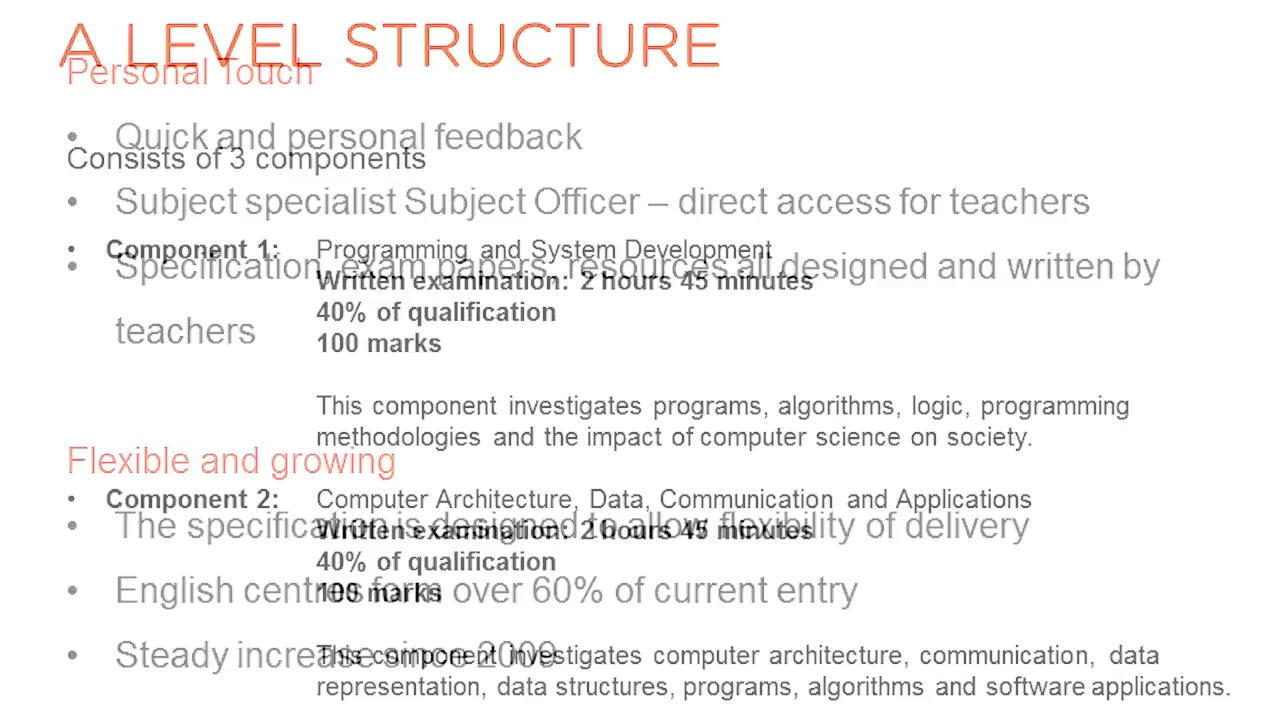 A LEVEL STRUCTURE
Personal Touch
• Quick and personal feedback
Consists of 3 components
• Subject specialist Subject Officer – direct access for teachers
• Component 1: Programming and System Development
• Specification, exam papers, resources all designed and written by
Written examination: 2 hours 45 minutes
40% of qualification
teachers
100 marks
This component investigates programs, algorithms, logic, programming
methodologies and the impact of computer science on society.
Flexible and growing
• Component 2: Computer Architecture, Data, Communication and Applications
• The specification is designed to allow flexibility of delivery
Written examination: 2 hours 45 minutes
40% of qualification
• English centres form over 60% of current entry
100 marks
• Steady increase since 2009
This component investigates computer architecture, communication, data
representation, data structures, programs, algorithms and software applications.